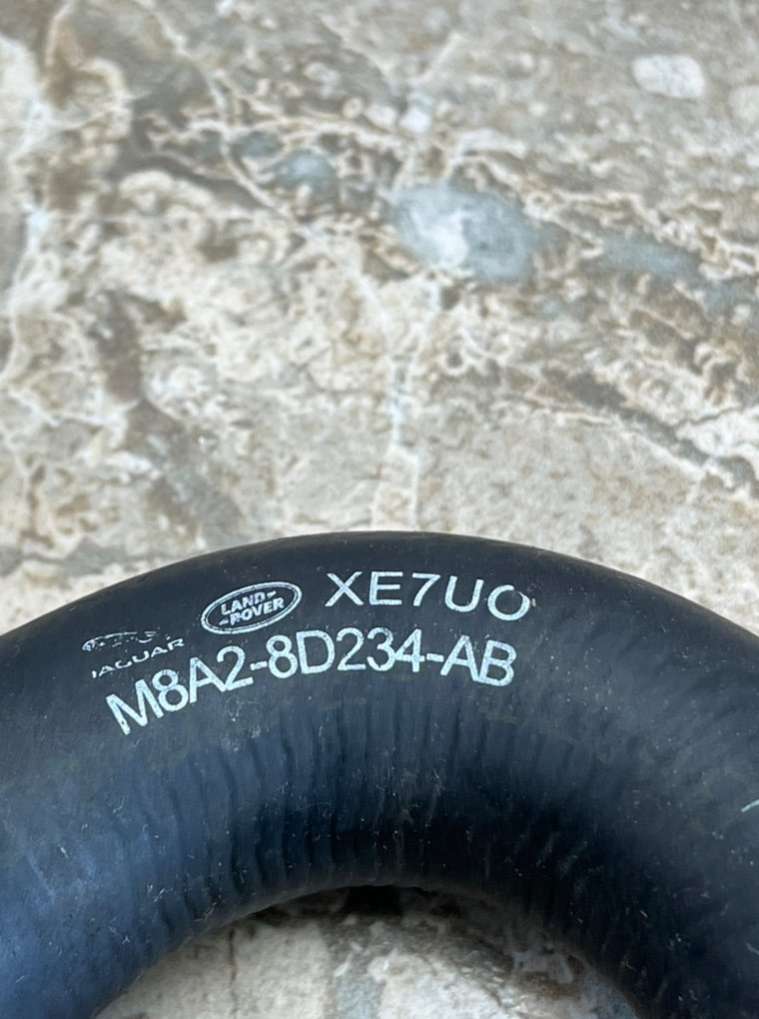 LAND-
-ROVER
XE7UO
JAGUAR
M8A2-8D234-AB